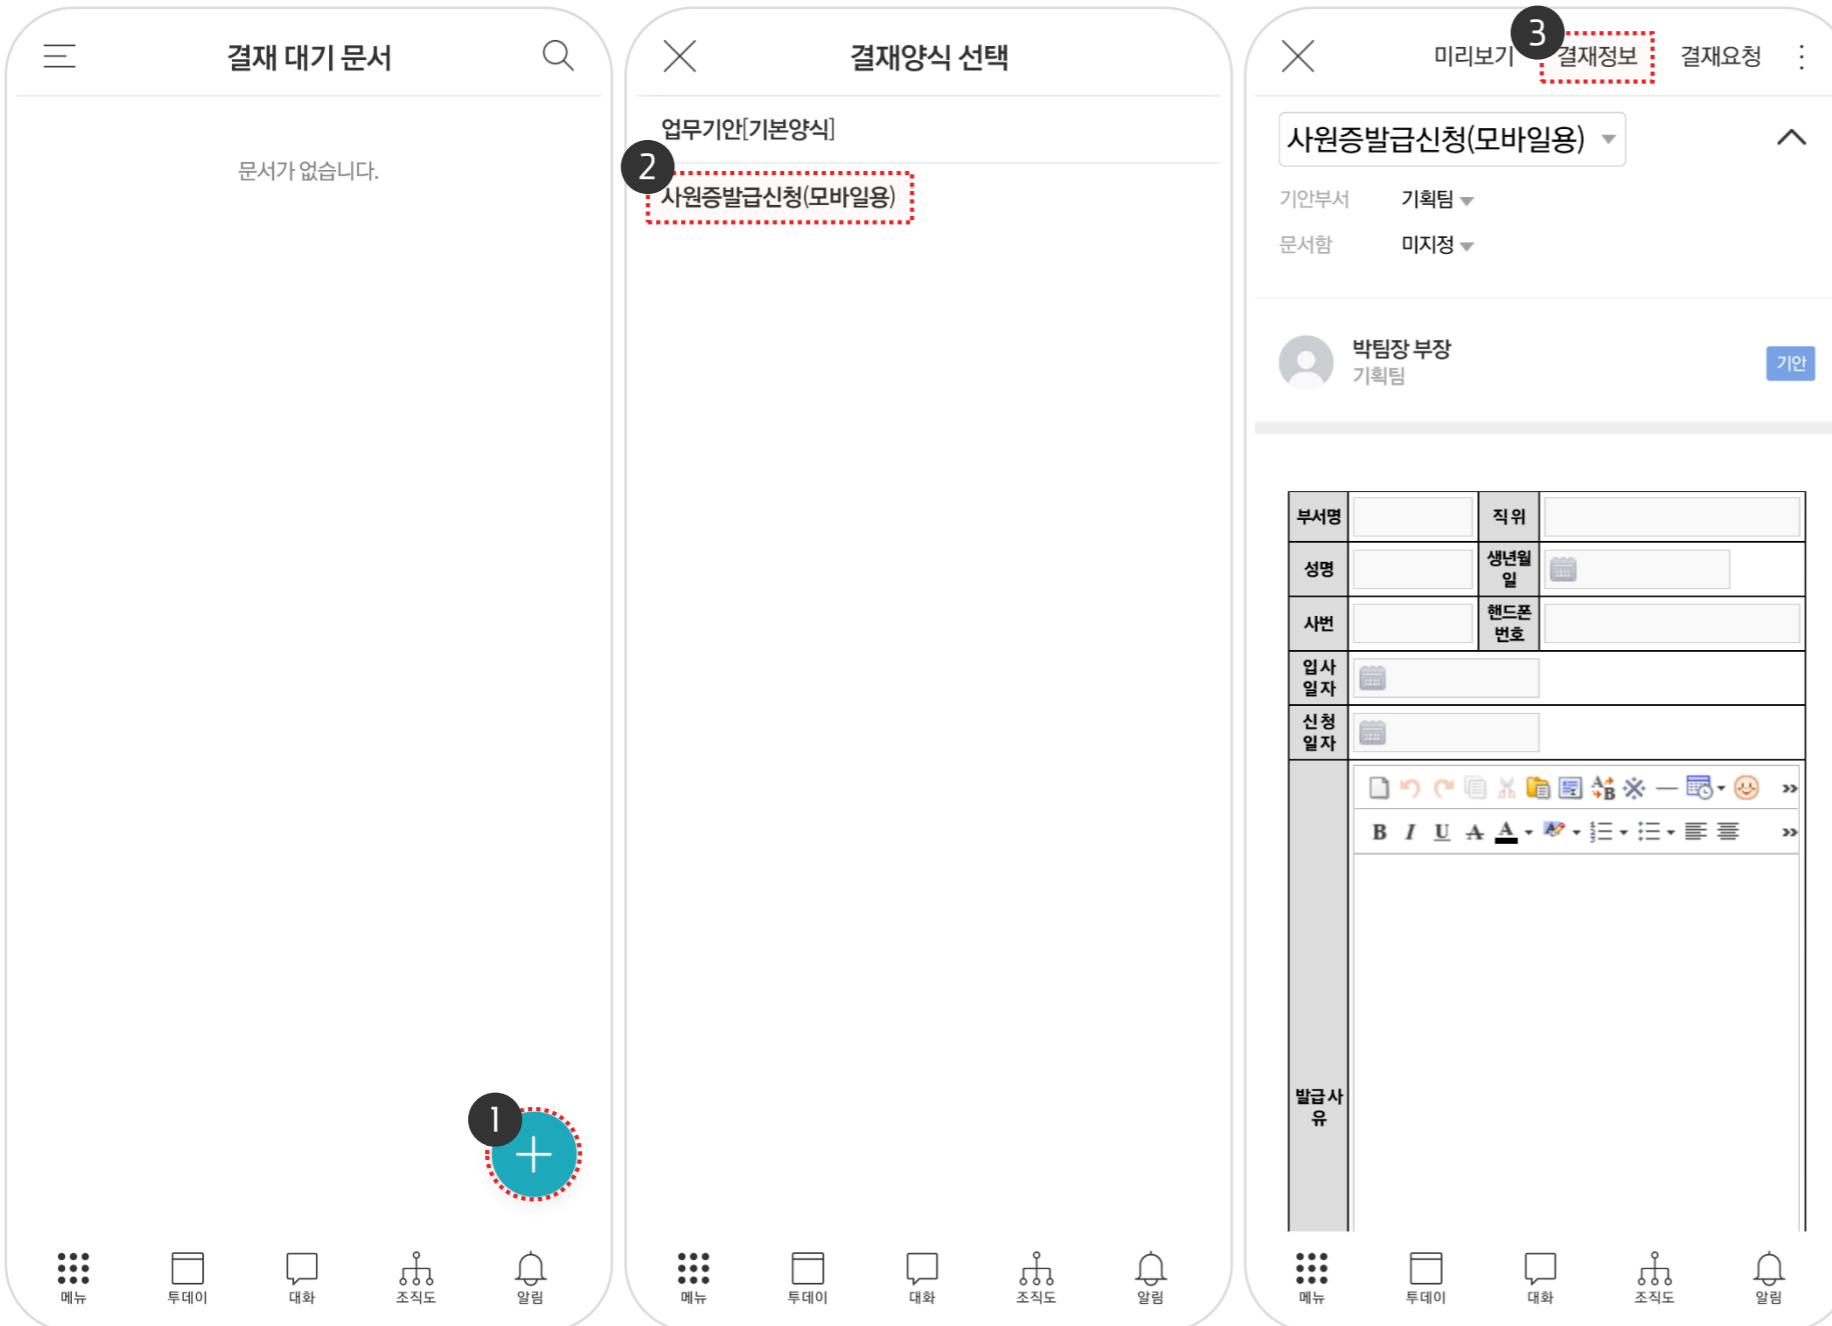 결재 대기 문서
문서가 없습니다.
1
메뉴 투데이 대화 조직도 알림
결재양식 선택
업무기안[기본양식]
2
사원증발급신청(모바일용)
메뉴 투데이 대화 조직도 알림
3
미리보기 결재정보 결재요청
사원증발급신청(모바일용)
기안부서 기획팀
문서함 미지정
박팀장 부장
기획팀
기안
부서명 직위
성명 생년월
일
사번 핸드폰
번호
입사
일자
신청
일자
발급 사
유
메뉴 투데이 대화 조직도 알림